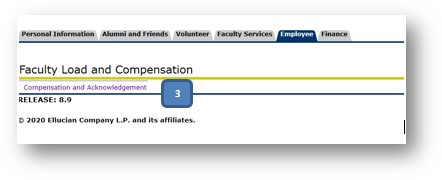 Personal Information Alumni and Friends Volunteer Faculty Services Employee Finance
Faculty Load and Compensation
Compensation and Acknowledgement
3
RELEASE: 8.9
© 2020 Ellucian Company L.P. and its affiliates.